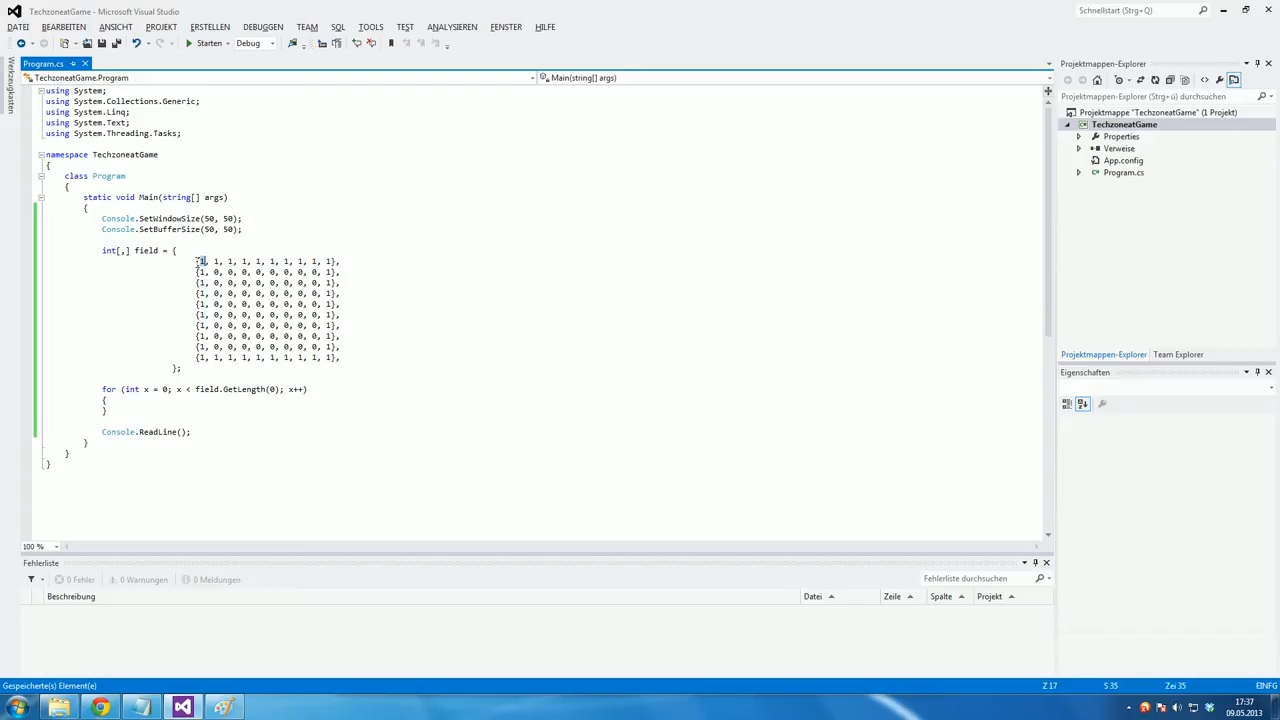 TechzoneatGame - Microsoft Visual Studio
Schnellstart (Strg+Q)
DATEI BEARBEITEN ANSICHT PROJEKT ERSTELLEN DEBUGGEN TEAM SQL TOOLS TEST ANALYSIEREN FENSTER HILFE
Starten Debug
Werkzeugkasten
Program.cs
TechzoneatGame.Program
Main(string[] args)
using System;
using System.Collections.Generic;
using System.Linq;
using System.Text;
using System.Threading.Tasks;
namespace TechzoneatGame
{
class Program
{
static void Main(string[] args)
{
Console.SetWindowSize(50, 50);
Console.SetBufferSize(50, 50);
int[,] field = {
{1, 1, 1, 1, 1, 1, 1, 1, 1, 1},
{1, 0, 0, 0, 0, 0, 0, 0, 0, 1},
{1, 0, 0, 0, 0, 0, 0, 0, 0, 1},
{1, 0, 0, 0, 0, 0, 0, 0, 0, 1},
{1, 0, 0, 0, 0, 0, 0, 0, 0, 1},
{1, 0, 0, 0, 0, 0, 0, 0, 0, 1},
{1, 0, 0, 0, 0, 0, 0, 0, 0, 1},
{1, 0, 0, 0, 0, 0, 0, 0, 0, 1},
{1, 0, 0, 0, 0, 0, 0, 0, 0, 1},
{1, 1, 1, 1, 1, 1, 1, 1, 1, 1},
};
for (int x = 0; x < field.GetLength(0); x++)
{
}
Console.ReadLine();
}
}
}
100 %
Projektmappen-Explorer
Projektmappen-Explorer (Strg+ü) durchsuchen
Projektmappe "TechzoneatGame" (1 Projekt)
TechzoneatGame
Properties
Verweise
App.config
Program.cs
Projektmappen-Explorer Team Explorer
Eigenschaften
Fehlerliste
0 Fehler 0 Warnungen 0 Meldungen
Fehlerliste durchsuchen
Beschreibung Datei Zeile Spalte Projekt
Gespeicherte(s) Element(e) Z 17 S 35 Zei 35 EINFG
17:37
09.05.2013